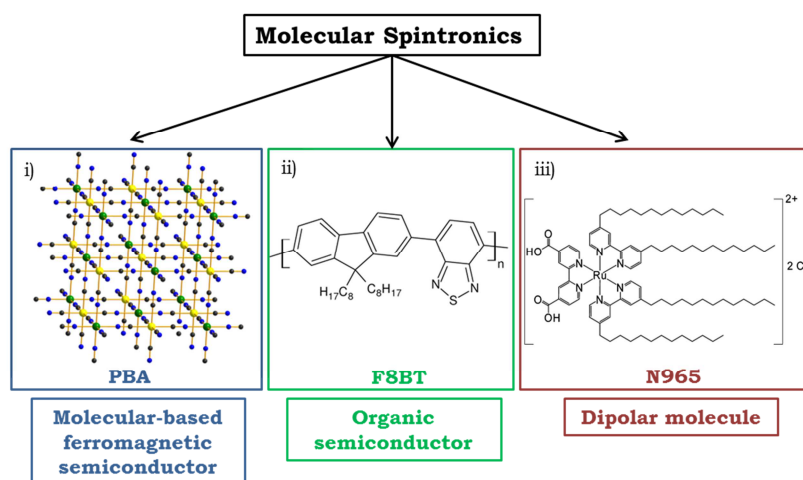 Molecular Spintronics
i)
PBA
Molecular-based
ferromagnetic
semiconductor
ii)
n
H₁₇C₈
C₈H₁₇
N
N
S
F8BT
Organic
semiconductor
iii)
2+
O
HO
N
N
N
Ru
N
N
N
O
OH
2 C
N965
Dipolar molecule